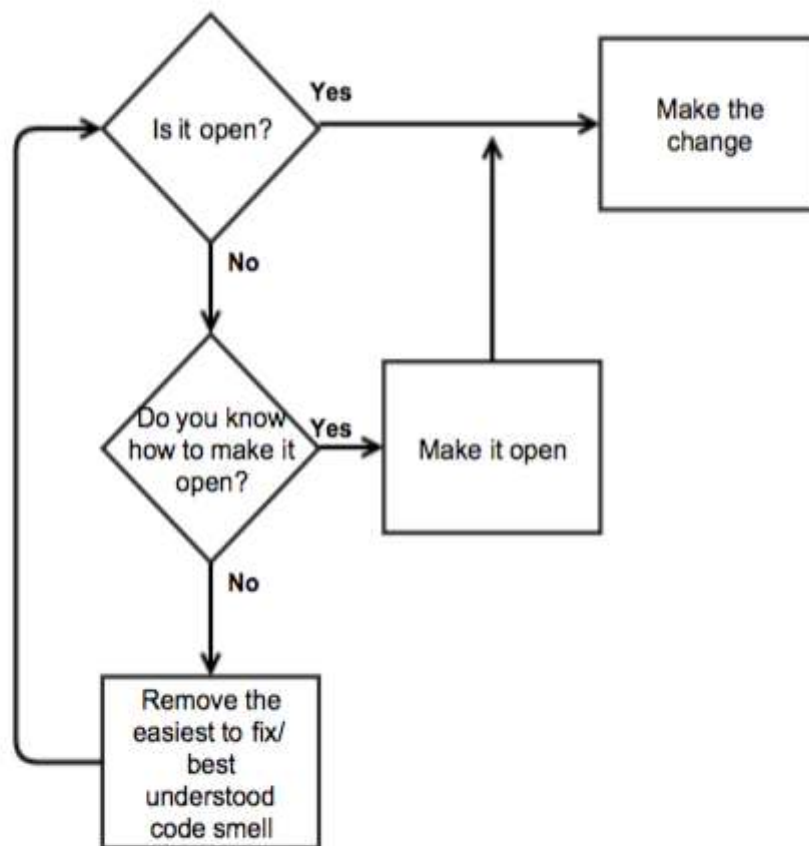 Is it open?
Yes
Make the
change
No
Do you know
how to make it
open?
Yes
Make it open
No
Remove the
easiest to fix/
best
understood
code smell